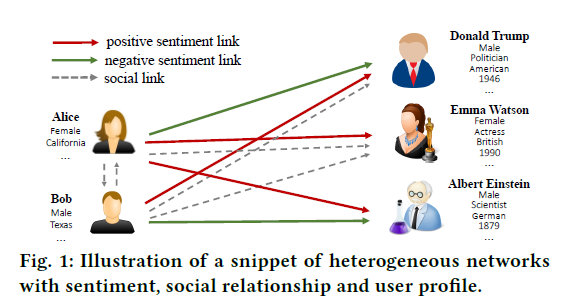 positive sentiment link
negative sentiment link
social link
Alice
Female
California
...
Bob
Male
Texas
...
Donald Trump
Male
Politician
American
1946
...
Emma Watson
Female
Actress
British
1990
...
Albert Einstein
Male
Scientist
German
1879
...
Fig. 1: Illustration of a snippet of heterogeneous networks
with sentiment, social relationship and user profile.